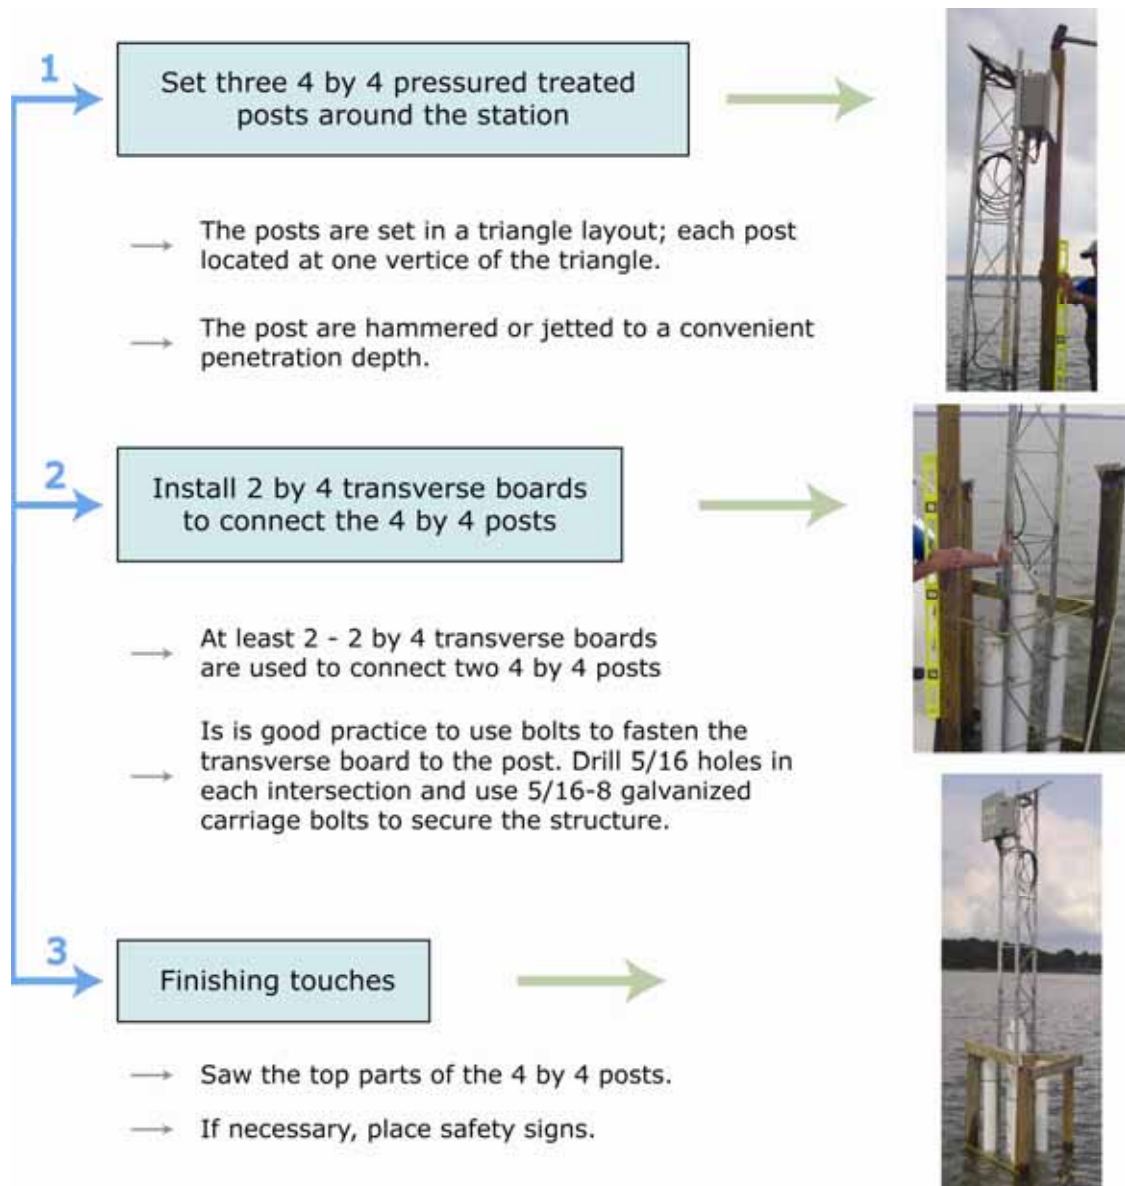 1
Set three 4 by 4 pressured treated
posts around the station
The posts are set in a triangle layout; each post
located at one vertice of the triangle.
The post are hammered or jetted to a convenient
penetration depth.
2
Install 2 by 4 transverse boards
to connect the 4 by 4 posts
At least 2 - 2 by 4 transverse boards
are used to connect two 4 by 4 posts
Is is good practice to use bolts to fasten the
transverse board to the post. Drill 5/16 holes in
each intersection and use 5/16-8 galvanized
carriage bolts to secure the structure.
3
Finishing touches
Saw the top parts of the 4 by 4 posts.
If necessary, place safety signs.